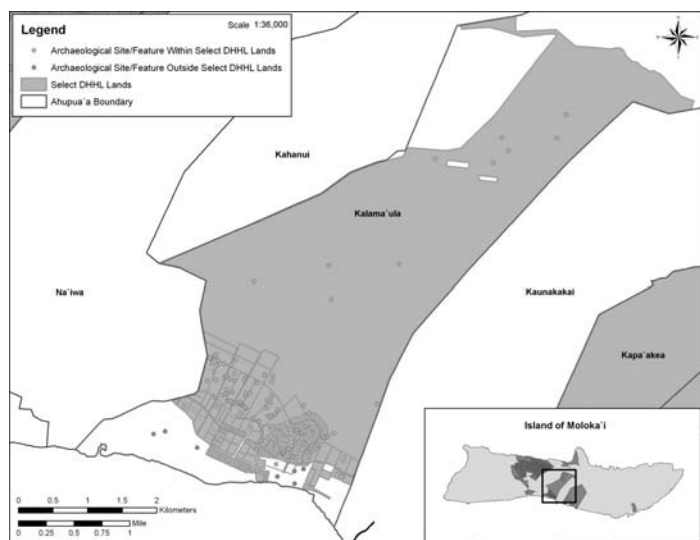 Legend
Scale 1:36,000
Archaeological Site/Feature Within Select DHHL Lands
Archaeological Site/Feature Outside Select DHHL Lands
Select DHHL Lands
Ahupua`a Boundary
Kahanui
Kalama`ula
Na`iwa
Kaunakakai
Kapa`akea
Island of Moloka`i
0 0.5 1 1.5 2
Kilometers
Mile
0 0.25 0.5 0.75 1